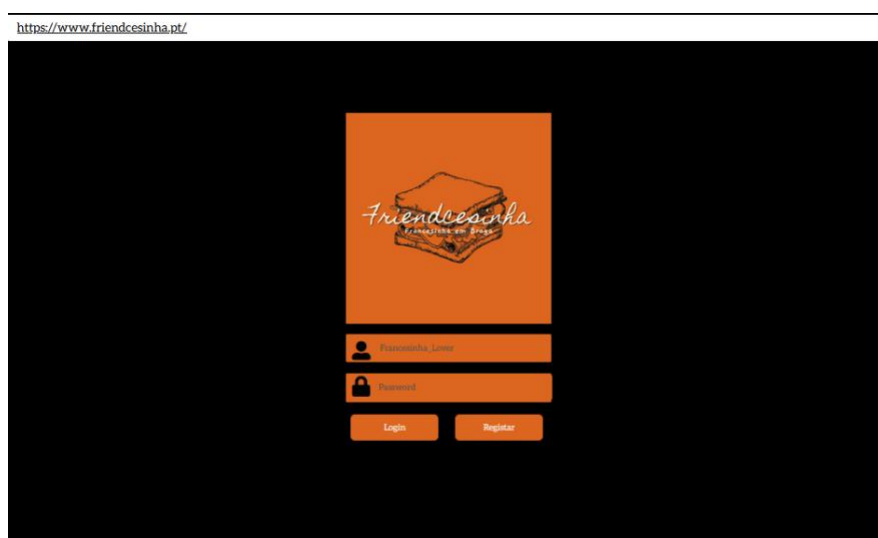 https://www.friendcesinha.pt/
Friendcesinha
Francesinha em Braga
Francesinha_Lover
Password
Login
Registar